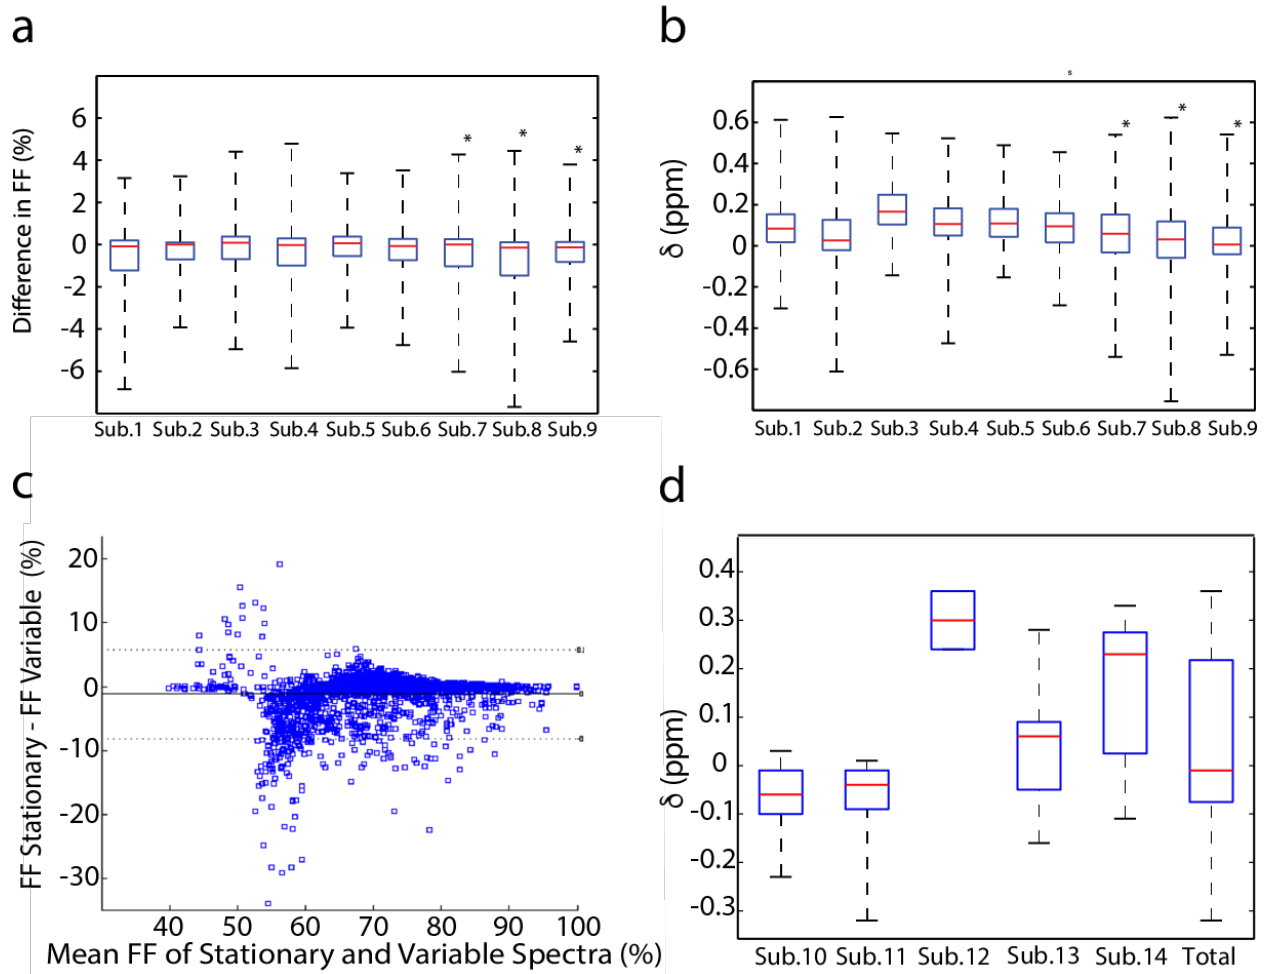 a
Difference in FF (%)
6
4
2
0
-2
-4
-6
* * *
Sub.1 Sub.2 Sub.3 Sub.4 Sub.5 Sub.6 Sub.7 Sub.8 Sub.9
b
δ (ppm)
0.6
0.4
0.2
0
-0.2
-0.4
-0.6
* * *
Sub.1 Sub.2 Sub.3 Sub.4 Sub.5 Sub.6 Sub.7 Sub.8 Sub.9
c
FF Stationary - FF Variable (%)
20
10
0
-10
-20
-30
40 50 60 70 80 90 100
Mean FF of Stationary and Variable Spectra (%)
d
δ (ppm)
0.4
0.3
0.2
0.1
0
-0.1
-0.2
-0.3
Sub.10 Sub.11 Sub.12 Sub.13 Sub.14 Total